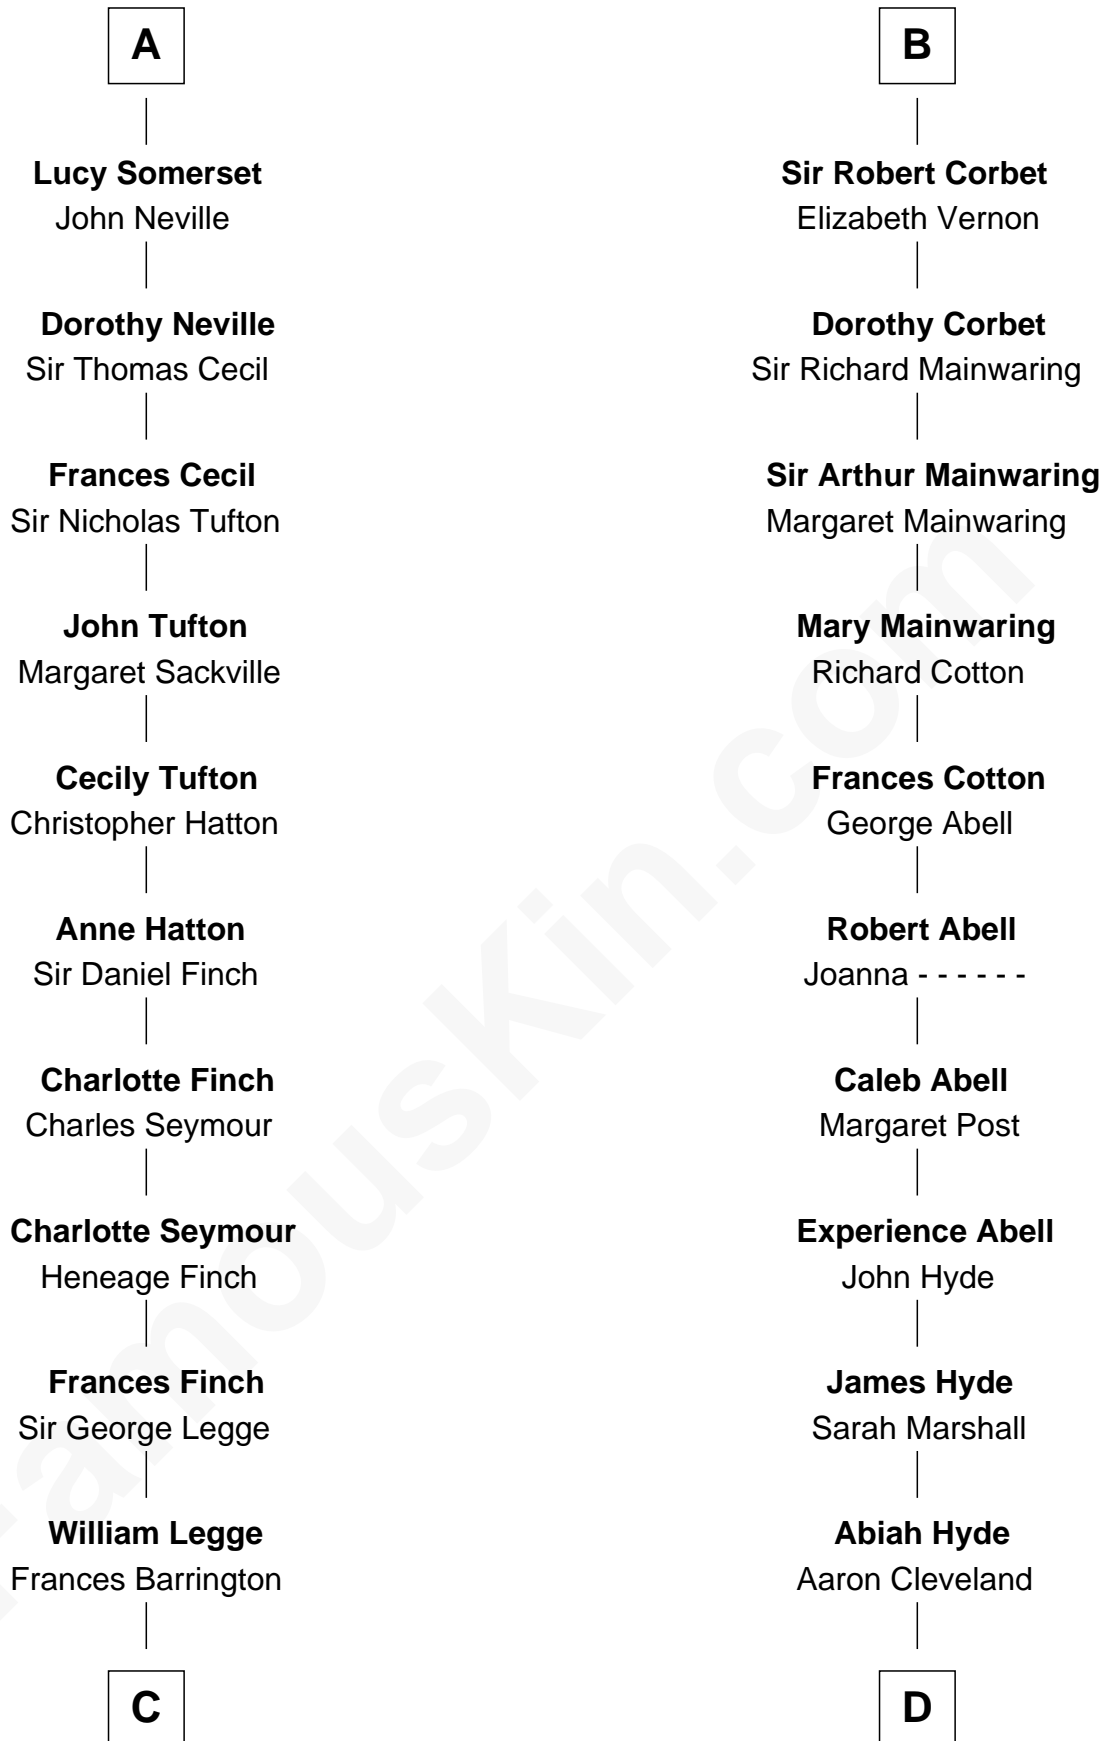 A
Lucy Somerset
John Neville
Dorothy Neville
Sir Thomas Cecil
Frances Cecil
Sir Nicholas Tufton
John Tufton
Margaret Sackville
Cecily Tufton
Christopher Hatton
Anne Hatton
Sir Daniel Finch
Charlotte Finch
Charles Seymour
Charlotte Seymour
Heneage Finch
Frances Finch
Sir George Legge
William Legge
Frances Barrington
C
B
Sir Robert Corbet
Elizabeth Vernon
Dorothy Corbet
Sir Richard Mainwaring
Sir Arthur Mainwaring
Margaret Mainwaring
Mary Mainwaring
Richard Cotton
Frances Cotton
George Abell
Robert Abell
Joanna - - - - - -
Caleb Abell
Margaret Post
Experience Abell
John Hyde
James Hyde
Sarah Marshall
Abiah Hyde
Aaron Cleveland
D
FamousKin.com